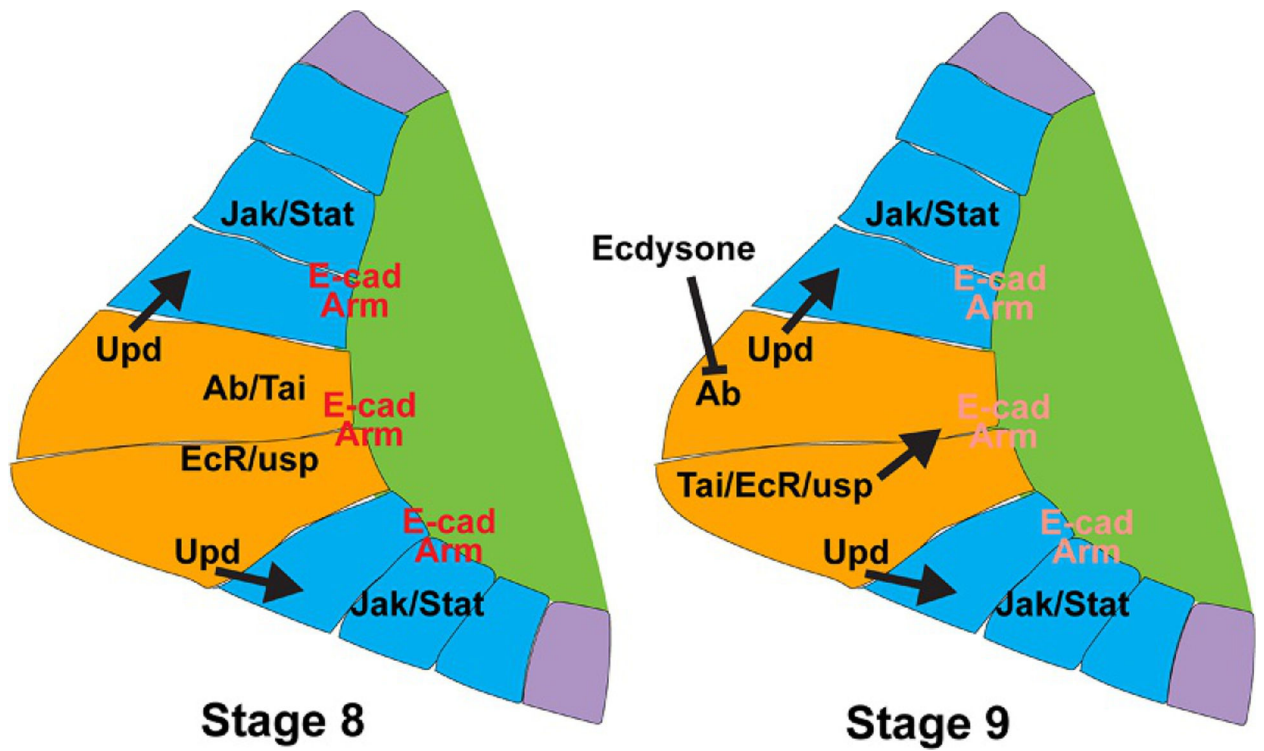 Jak/Stat
E-cad
Arm
Upd
Ab/Tai
E-cad
Arm
EcR/usp
E-cad
Arm
Upd
Jak/Stat
Stage 8
Jak/Stat
Ecdysone
E-cad
Arm
Upd
Ab
E-cad
Arm
Tai/EcR/usp
E-cad
Arm
Upd
Jak/Stat
Stage 9